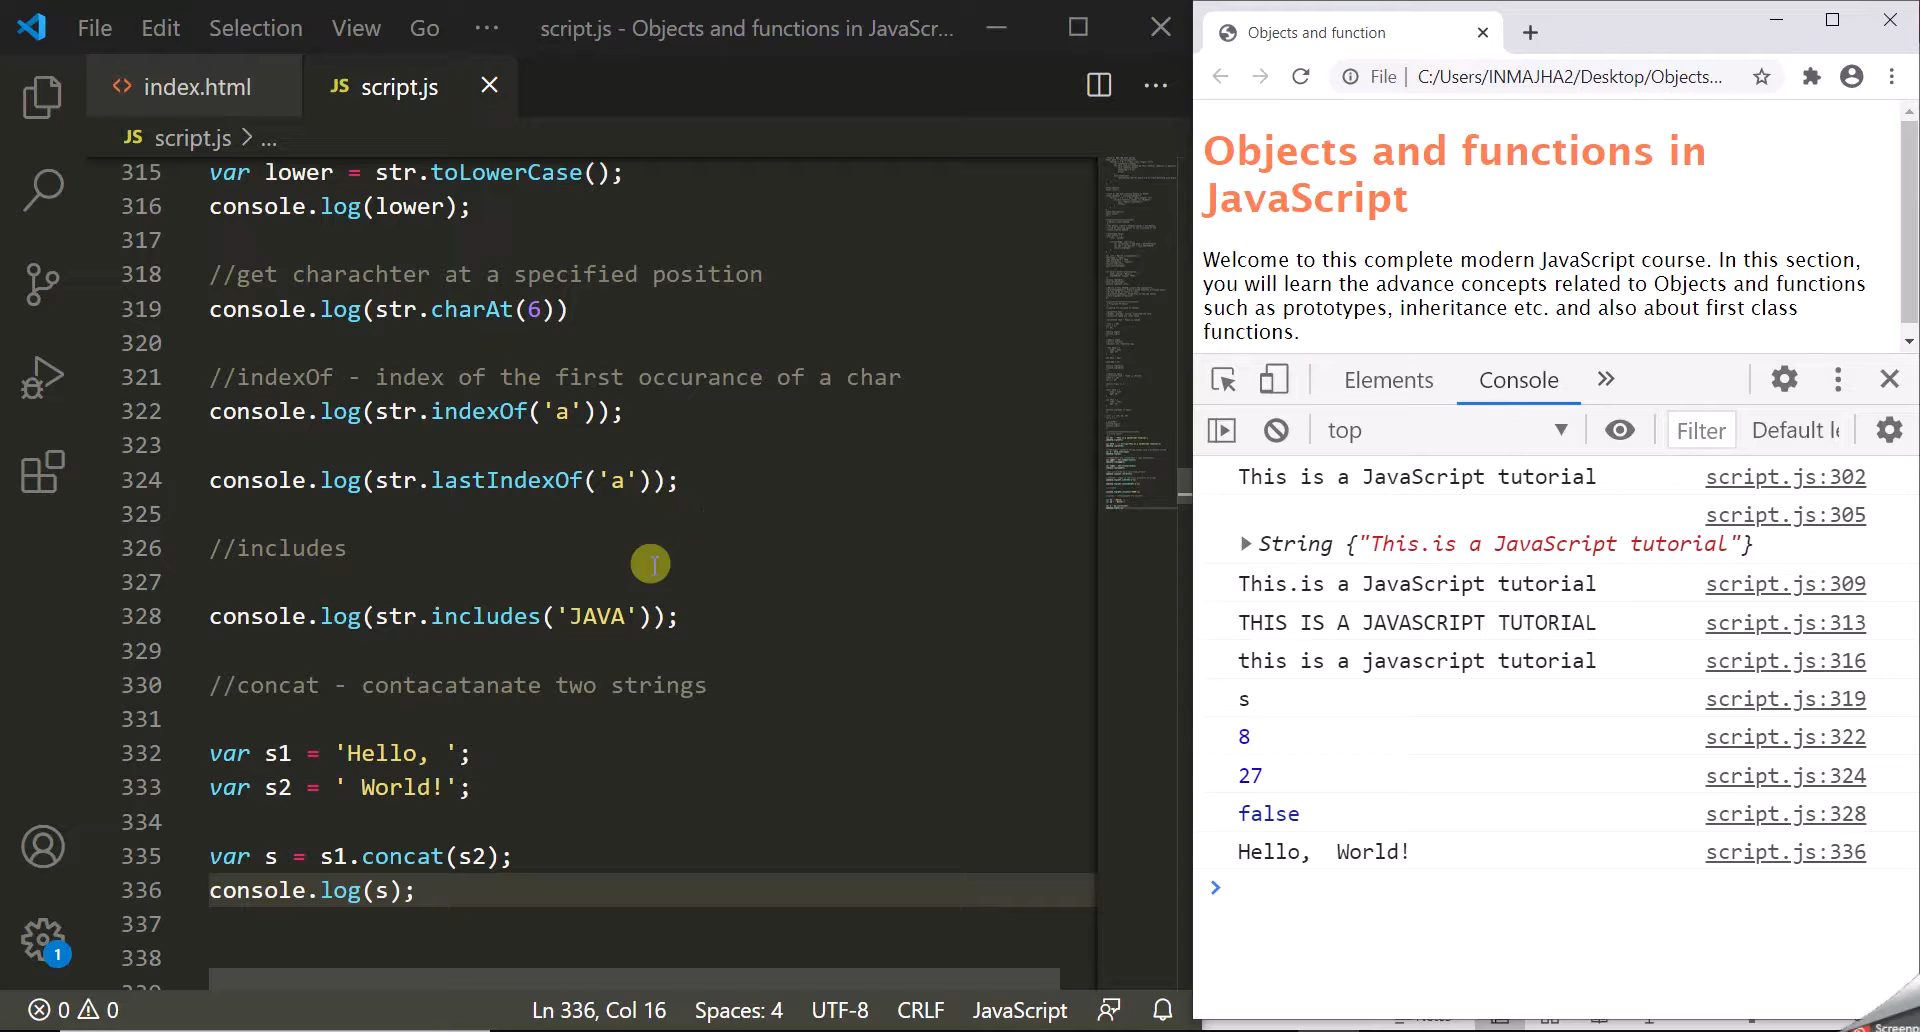 File Edit Selection View Go ··· script.js - Objects and functions in JavaScr...
index.html JS script.js
JS script.js > ...
315 var lower = str.toLowerCase();
316 console.log(lower);
317
318 //get charachter at a specified position
319 console.log(str.charAt(6))
320
321 //indexOf - index of the first occurance of a char
322 console.log(str.indexOf('a'));
323
324 console.log(str.lastIndexOf('a'));
325
326 //includes
327
328 console.log(str.includes('JAVA'));
329
330 //concat - contacatanate two strings
331
332 var s1 = 'Hello, ';
333 var s2 = ' World!';
334
335 var s = s1.concat(s2);
336 console.log(s);
337
338
1
0 0 Ln 336, Col 16 Spaces: 4 UTF-8 CRLF JavaScript
Objects and function
File | C:/Users/INMAJHA2/Desktop/Objects...
Objects and functions in
JavaScript
Welcome to this complete modern JavaScript course. In this section,
you will learn the advance concepts related to Objects and functions
such as prototypes, inheritance etc. and also about first class
functions.
Elements Console »
top Filter Default le
This is a JavaScript tutorial script.js:302
script.js:305
String {"This.is a JavaScript tutorial"}
This.is a JavaScript tutorial script.js:309
THIS IS A JAVASCRIPT TUTORIAL script.js:313
this is a javascript tutorial script.js:316
s script.js:319
8 script.js:322
27 script.js:324
false script.js:328
Hello,  World! script.js:336
>